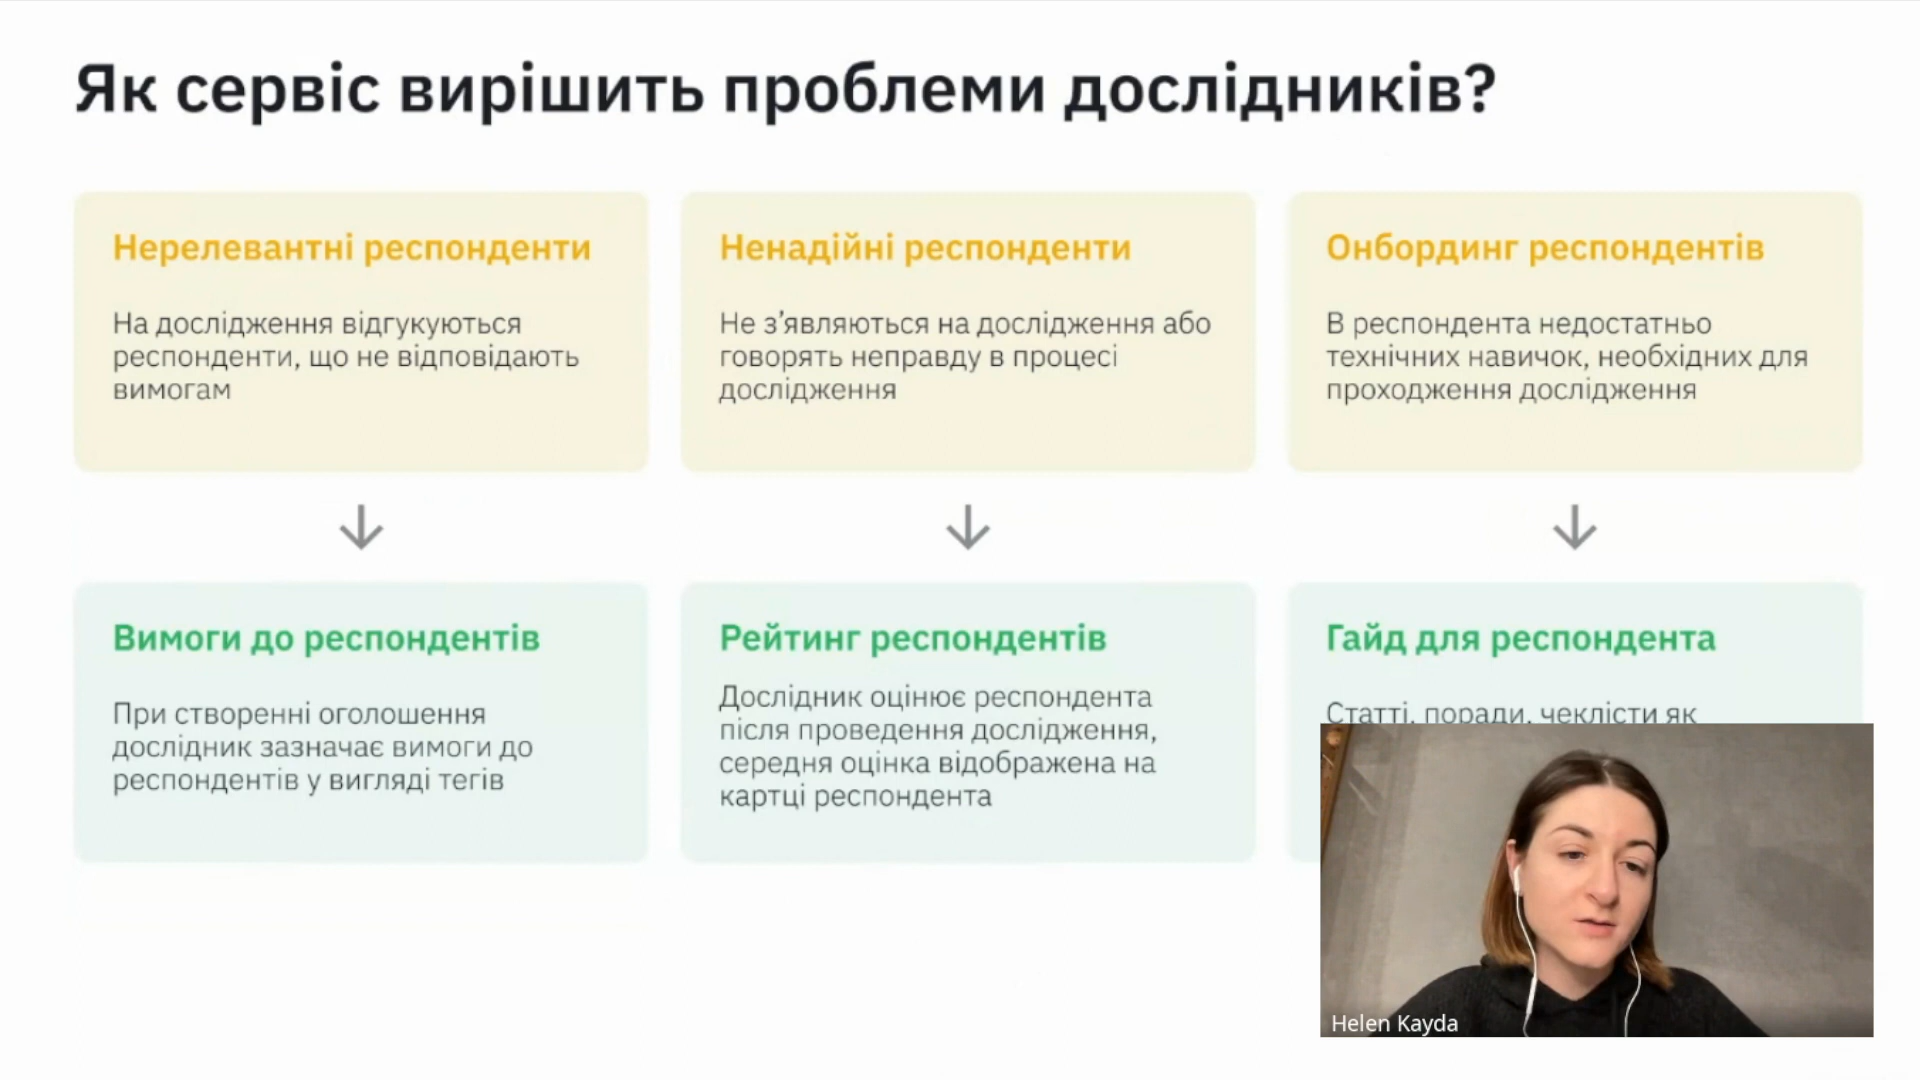 Як сервіс вирішить проблеми дослідників?
Нерелевантні респонденти
На дослідження відгукуються
респонденти, що не відповідають
вимогам
Ненадійні респонденти
Не з’являються на дослідження або
говорять неправду в процесі
дослідження
Онбординг респондентів
В респондента недостатньо
технічних навичок, необхідних для
проходження дослідження
Вимоги до респондентів
При створенні оголошення
дослідник зазначає вимоги до
респондентів у вигляді тегів
Рейтинг респондентів
Дослідник оцінює респондента
після проведення дослідження,
середня оцінка відображена на
картці респондента
Гайд для респондента
Статті, поради, чеклісти як
Helen Kayda